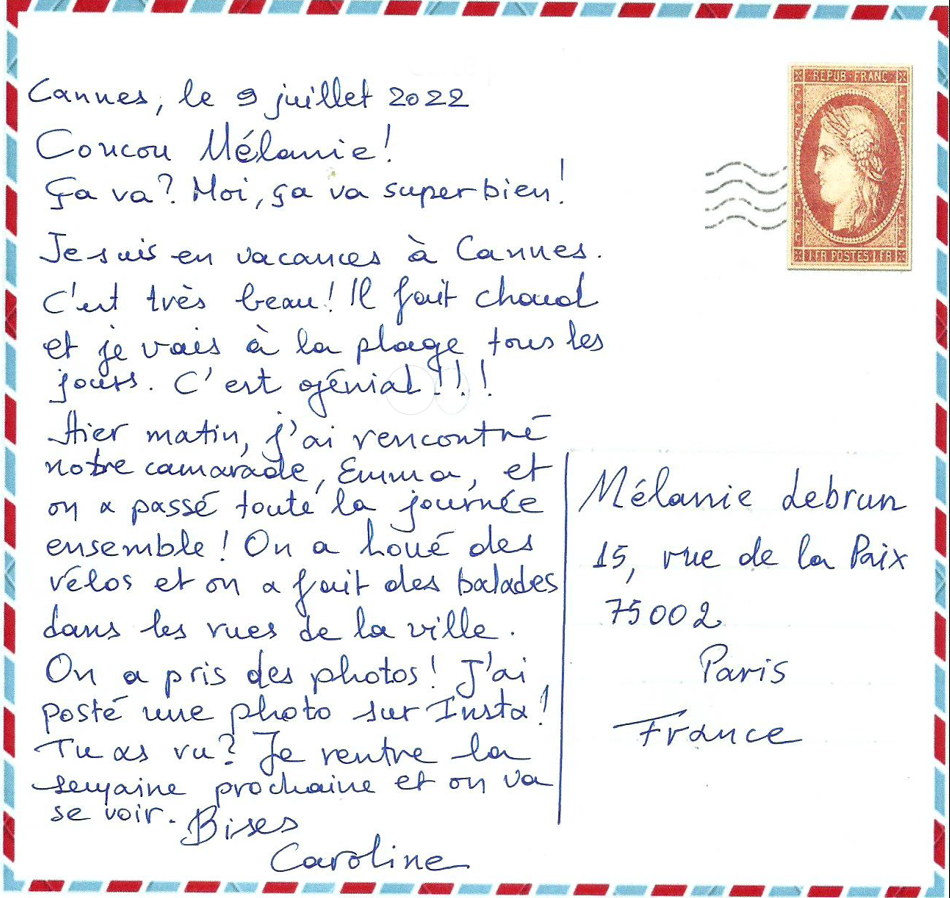 Cannes, le 9 juillet 2022
Coucou Mélanie!
Ça va? Moi, ça va super bien!
Je suis en vacances à Cannes.
C'est très beau! Il fait chaud
et je vais à la plage tous les
jours. C'est génial!!!
Hier matin, j'ai rencontré
notre camarade, Emma, et
on a passé toute la journée
ensemble! On a loué des
vélos et on a fait des balades
dans les rues de la ville.
On a pris des photos! J'ai
posté une photo sur Insta!
Tu as vu? Je rentre la
semaine prochaine et on va
se voir. Bises
Caroline
REPUB FRANC
1.FR POSTES 1.FR
Mélanie Lebrun
15, rue de la Paix
75002
Paris
France